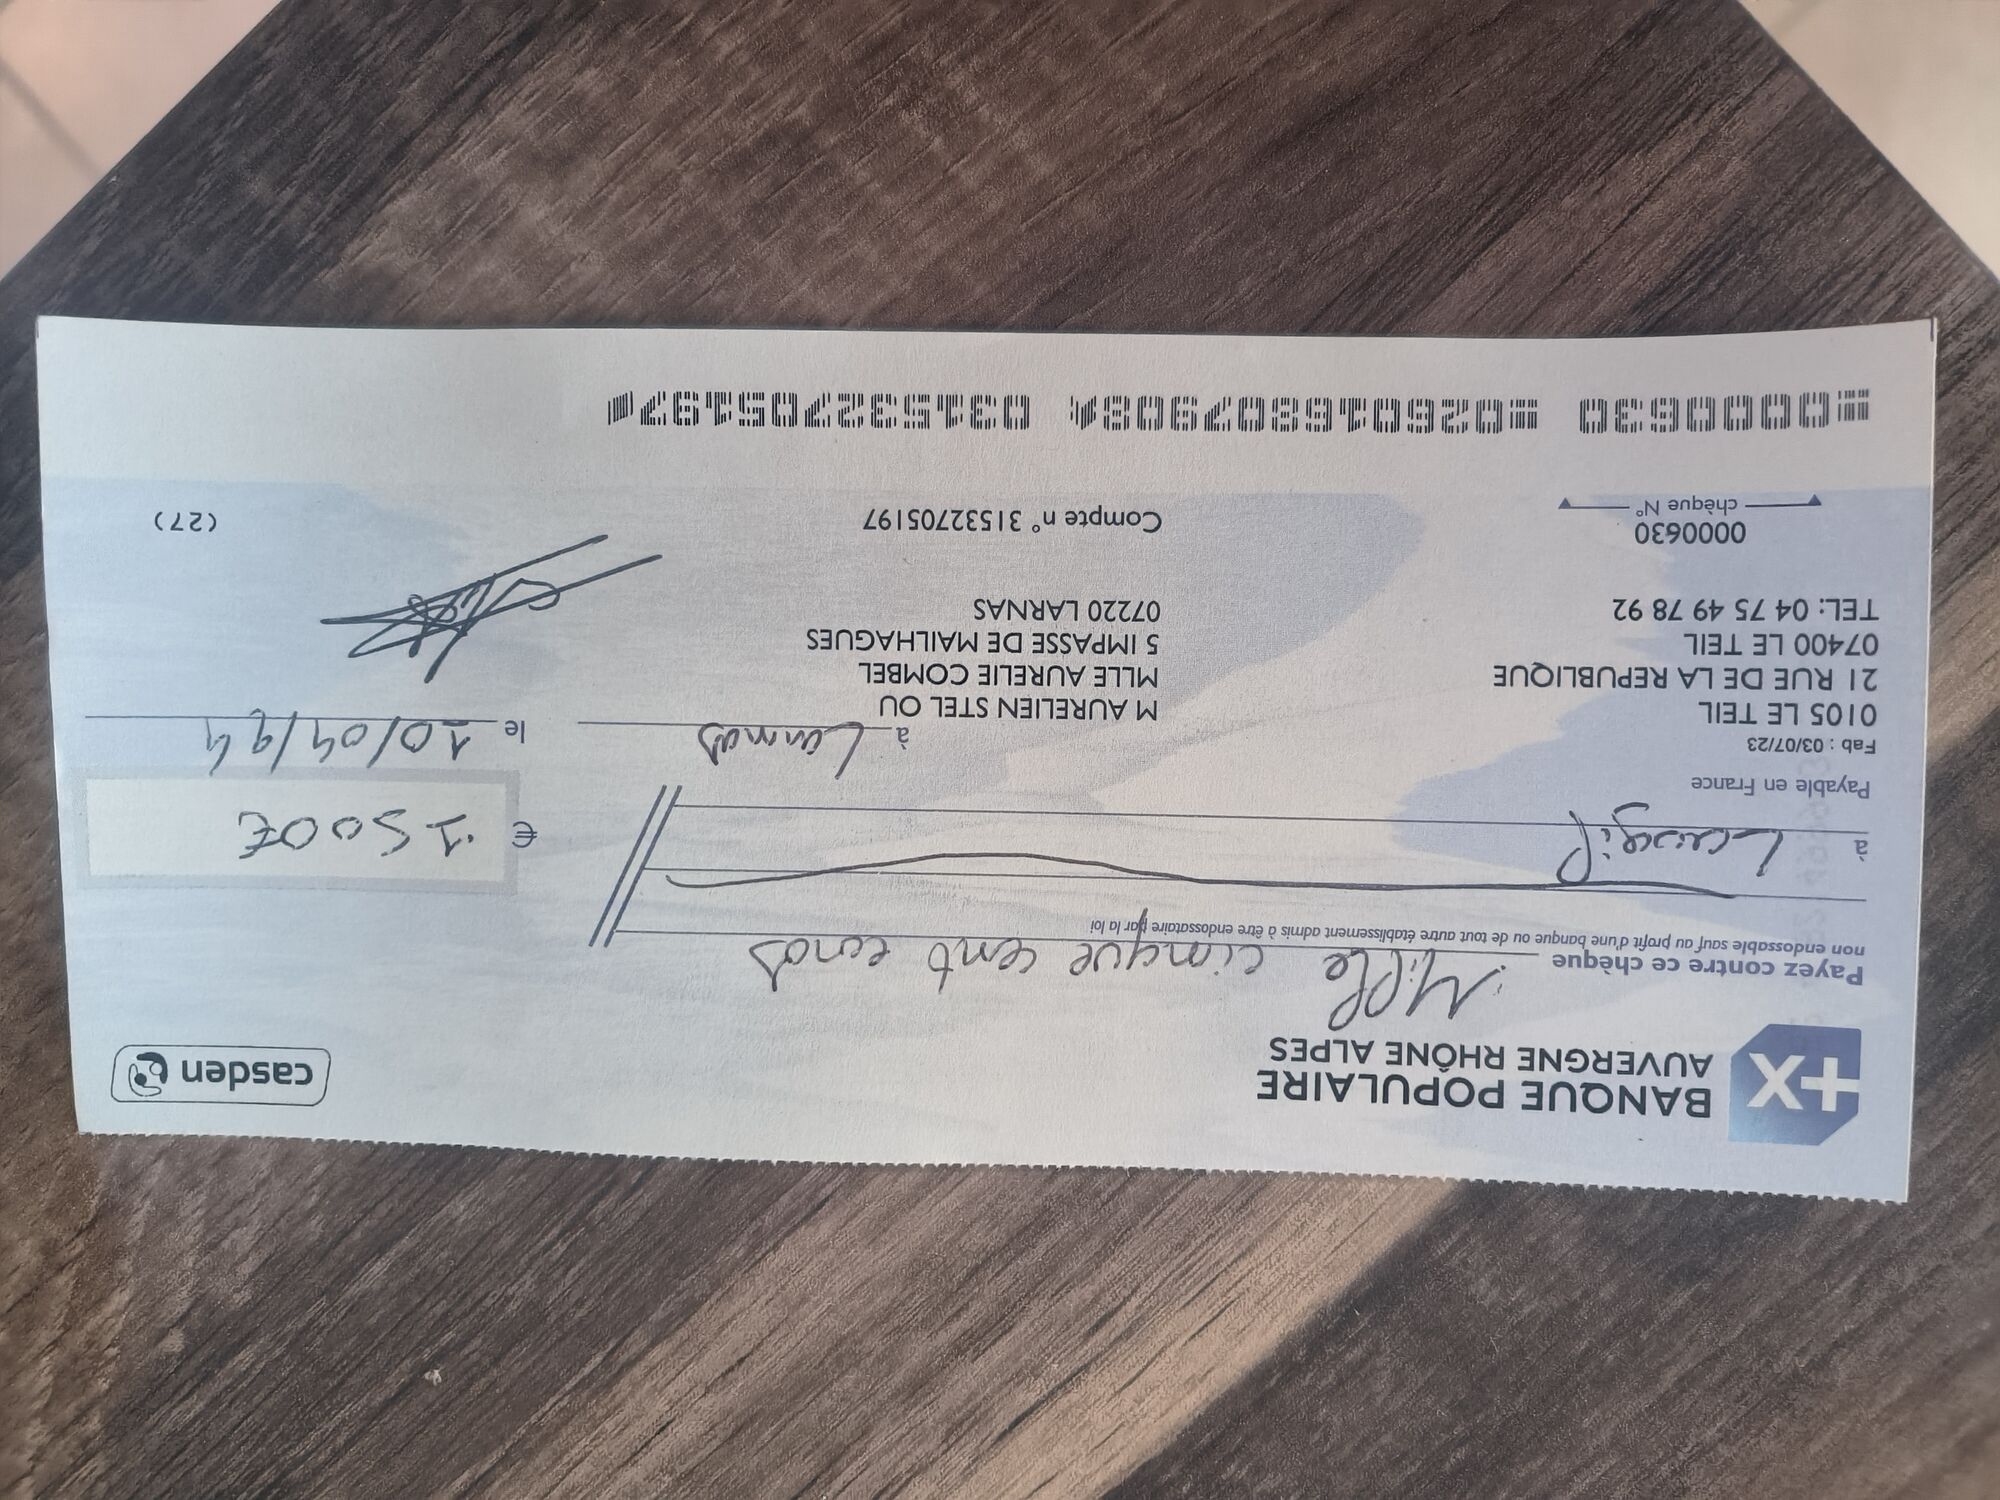 BANQUE POPULAIRE
AUVERGNE RHÔNE ALPES
casden
Payez contre ce chèque Mille cinque cent euros
non endossable sauf au profit d'une banque ou de tout autre établissement admis à être endossataire par la loi
à
€ 1500€
Payable en France
Fab : 03/07/23
à Larnas
le 10/04/24
0105 LE TEIL
21 RUE DE LA REPUBLIQUE
07400 LE TEIL
TEL: 04 75 49 78 92
M AURELIEN STEL OU
MLLE AURELIE COMBEL
5 IMPASSE DE MAILHAGUES
07220 LARNAS
0000630
chèque N°
Compte n° 31532705197
(27)
0000630 026016807908 031532705197